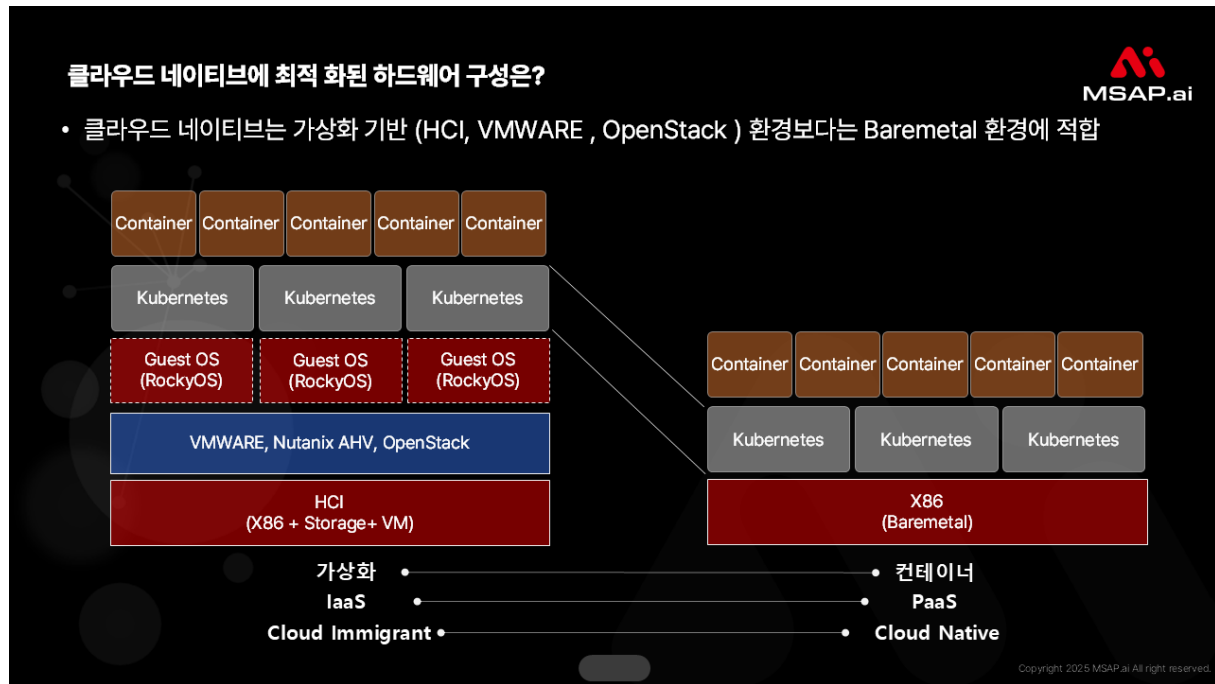 클라우드 네이티브에 최적 화된 하드웨어 구성은?
MSAP.ai
• 클라우드 네이티브는 가상화 기반 (HCI, VMWARE , OpenStack ) 환경보다는 Baremetal 환경에 적합
Container Container Container Container Container
Kubernetes Kubernetes Kubernetes
Guest OS Guest OS Guest OS
(RockyOS) (RockyOS) (RockyOS)
VMWARE, Nutanix AHV, OpenStack
HCI
(X86 + Storage+ VM)
Container Container Container Container Container
Kubernetes Kubernetes Kubernetes
X86
(Baremetal)
가상화 컨테이너
IaaS PaaS
Cloud Immigrant Cloud Native
Copyright 2025 MSAP.ai All right reserved.